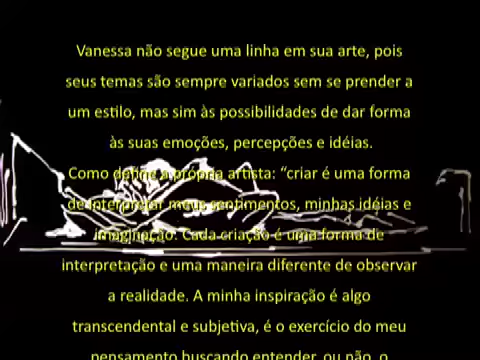 Vanessa não segue uma linha em sua arte, pois
seus temas são sempre variados sem se prender a
um estilo, mas sim às possibilidades de dar forma
às suas emoções, percepções e idéias.
Como define a própria artista: “criar é uma forma
de interpretar meus sentimentos, minhas idéias e
imaginação. Cada criação é uma forma de
interpretação e uma maneira diferente de observar
a realidade. A minha inspiração é algo
transcendental e subjetiva, é o exercício do meu
pensamento buscando entender, ou não, o